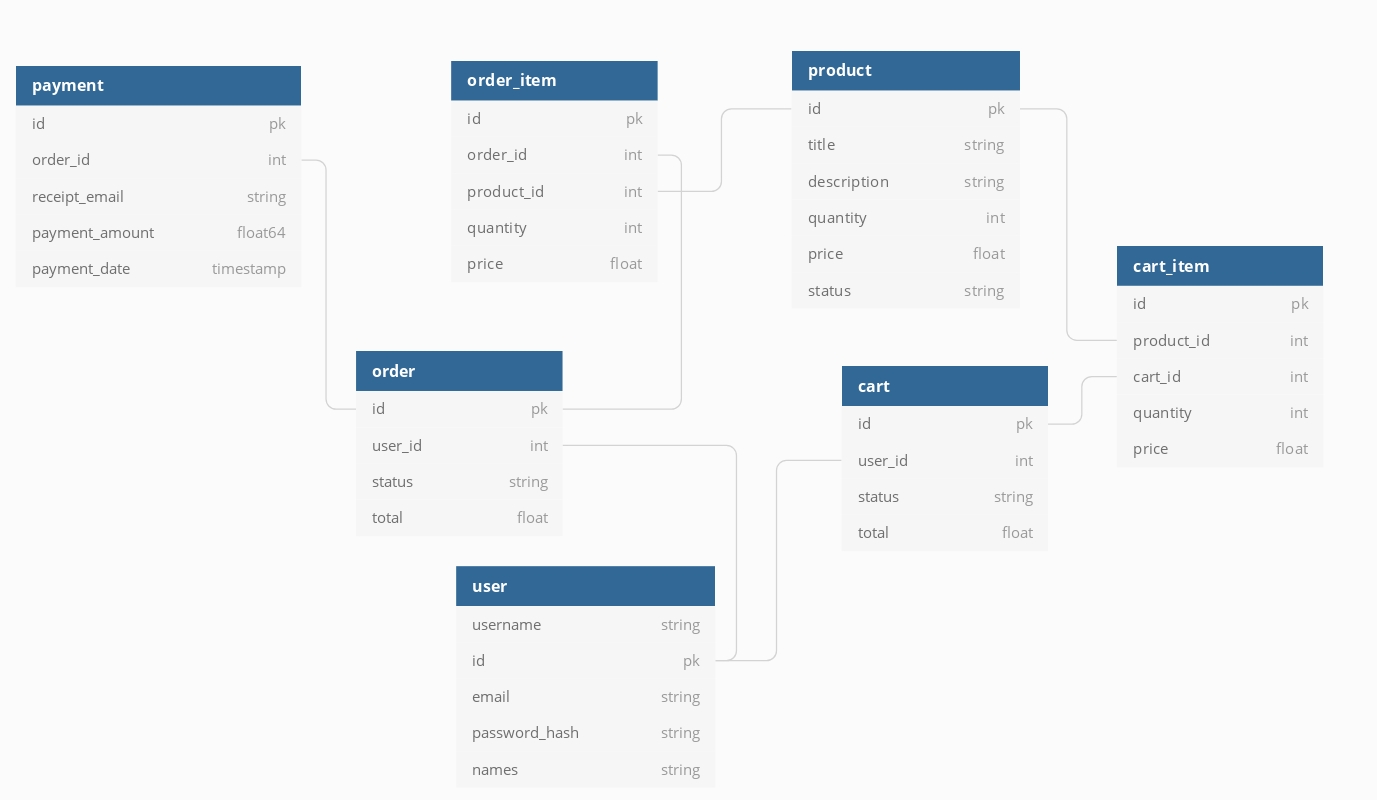 payment
id pk
order_id int
receipt_email string
payment_amount float64
payment_date timestamp
order_item
id pk
order_id int
product_id int
quantity int
price float
product
id pk
title string
description string
quantity int
price float
status string
cart_item
id pk
product_id int
cart_id int
quantity int
price float
order
id pk
user_id int
status string
total float
cart
id pk
user_id int
status string
total float
user
username string
id pk
email string
password_hash string
names string